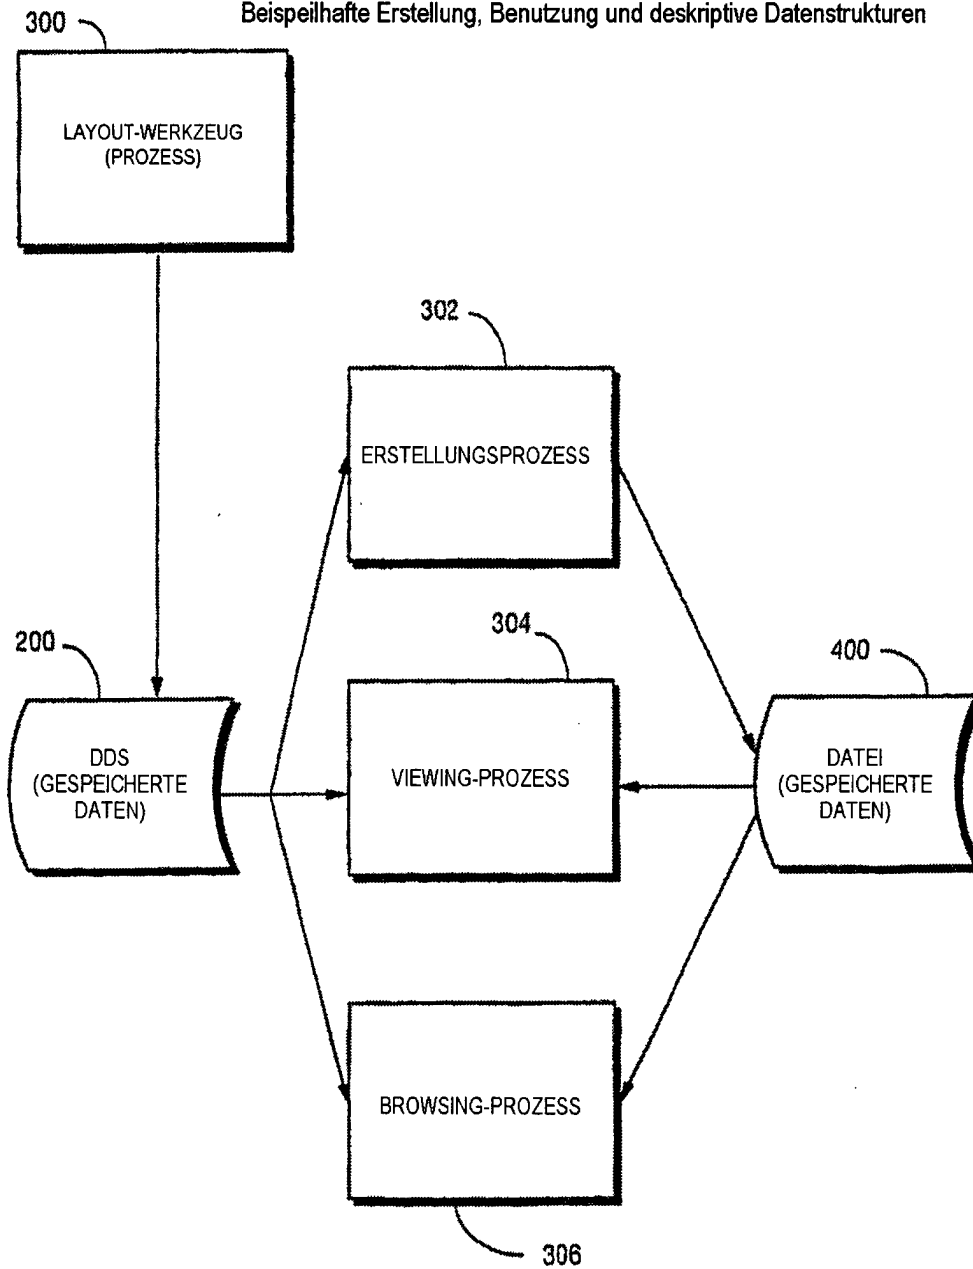 Beispeilhafte Erstellung, Benutzung und deskriptive Datenstrukturen
300
LAYOUT-WERKZEUG
(PROZESS)
302
ERSTELLUNGSPROZESS
200
DDS
(GESPEICHERTE
DATEN)
304
VIEWING-PROZESS
400
DATEI
(GESPEICHERTE
DATEN)
BROWSING-PROZESS
306